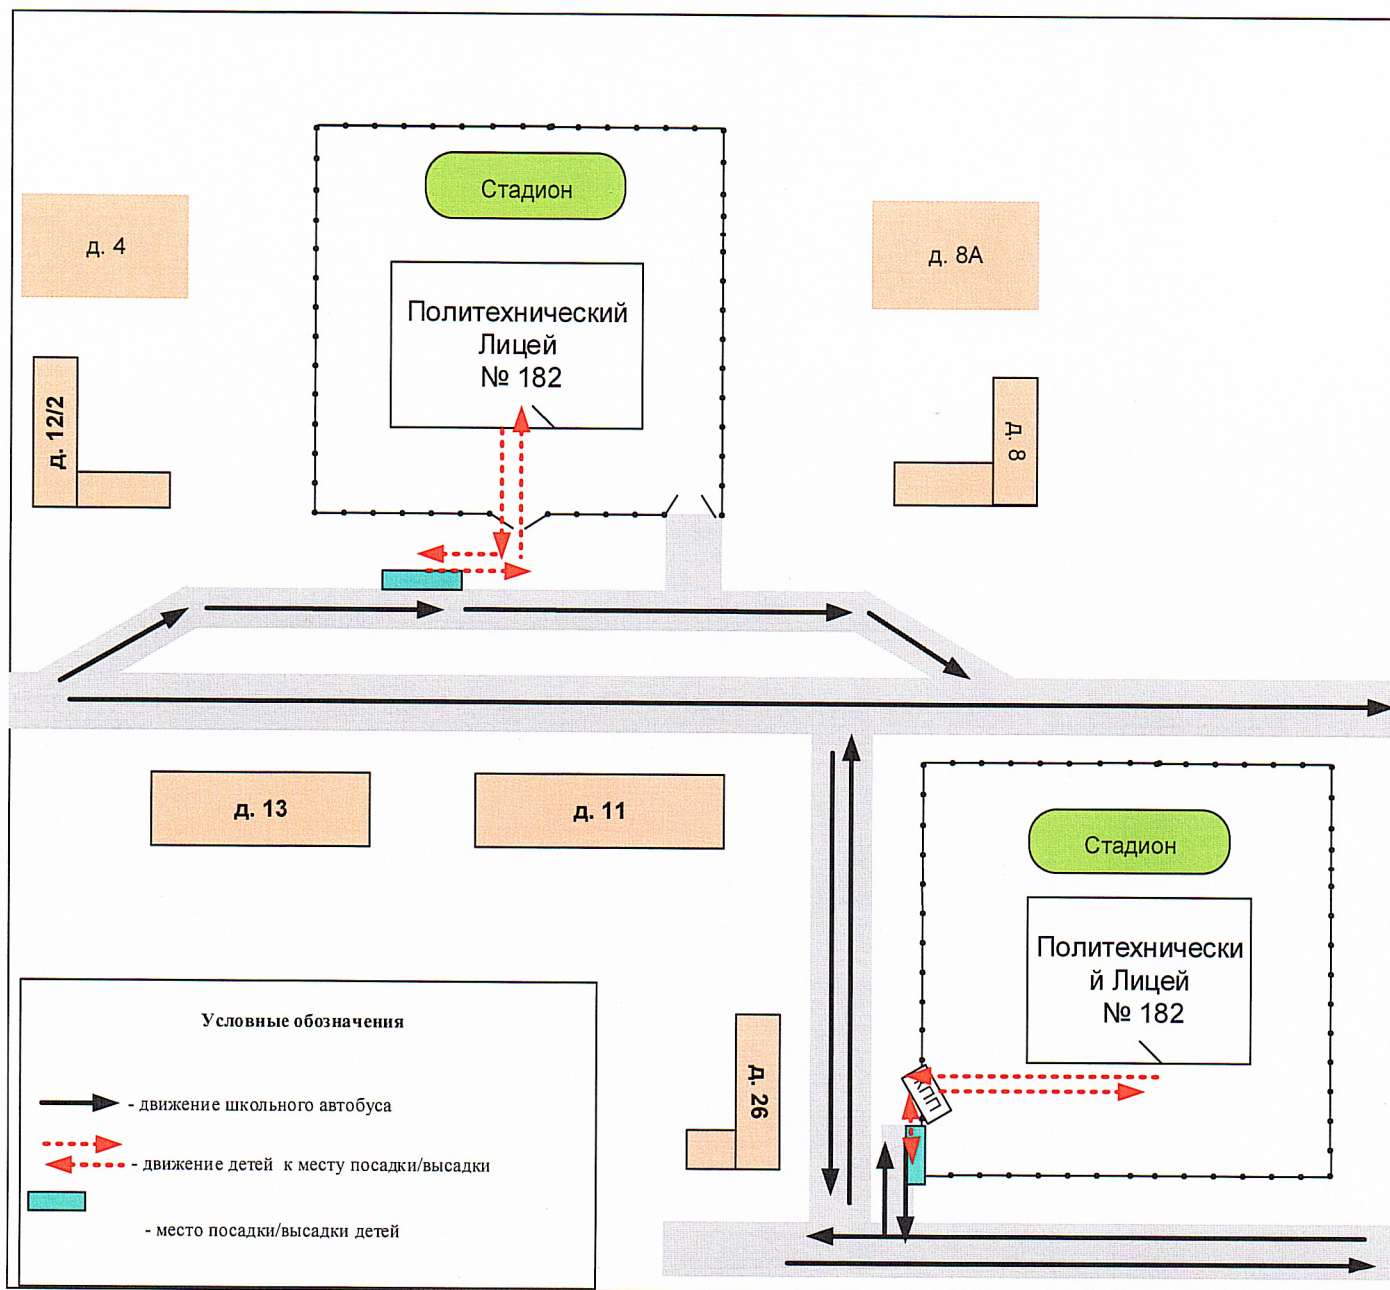 Стадион
д. 4
д. 8А
Политехнический
Лицей
№ 182
д. 12/2
д. 8
д. 13
д. 11
Стадион
Политехнически
й Лицей
№ 182
КПП
д. 26
Условные обозначения
- движение школьного автобуса
- движение детей к месту посадки/высадки
- место посадки/высадки детей